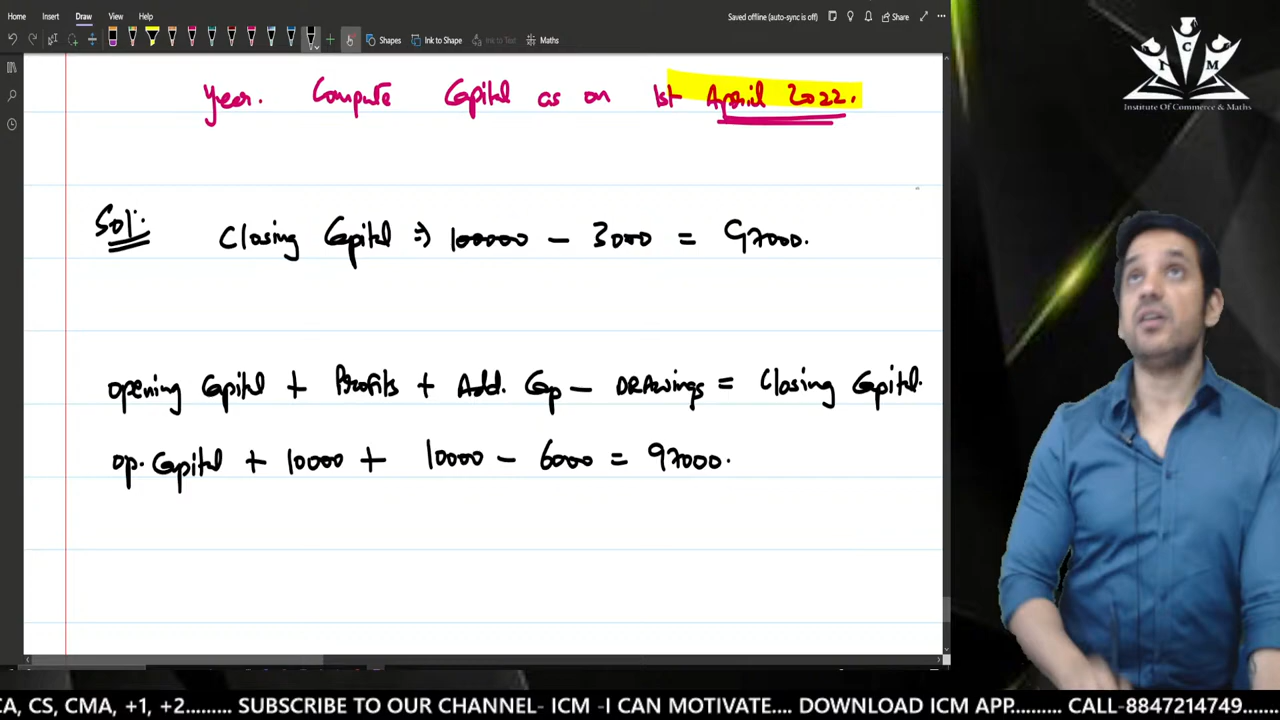 Home Insert Draw View Help Saved offline (auto-sync is off) Share
Shapes Ink to Shape Ink to Text Maths
year. Compute Capital as on 1st April 2022.
Sol:
Closing Capital ⇒ 100000 - 3000 = 97000.
opening Capital + Profits + Add. Cap - DRAwings = Closing Capital.
op. Capital + 10000 + 10000 - 6000 = 97000.
I C M
Institute Of Commerce & Maths
CA, CS, CMA, +1, +2......... SUBSCRIBE TO OUR CHANNEL- ICM -I CAN MOTIVATE.... DOWNLOAD ICM APP.... CALL-8847214749.......